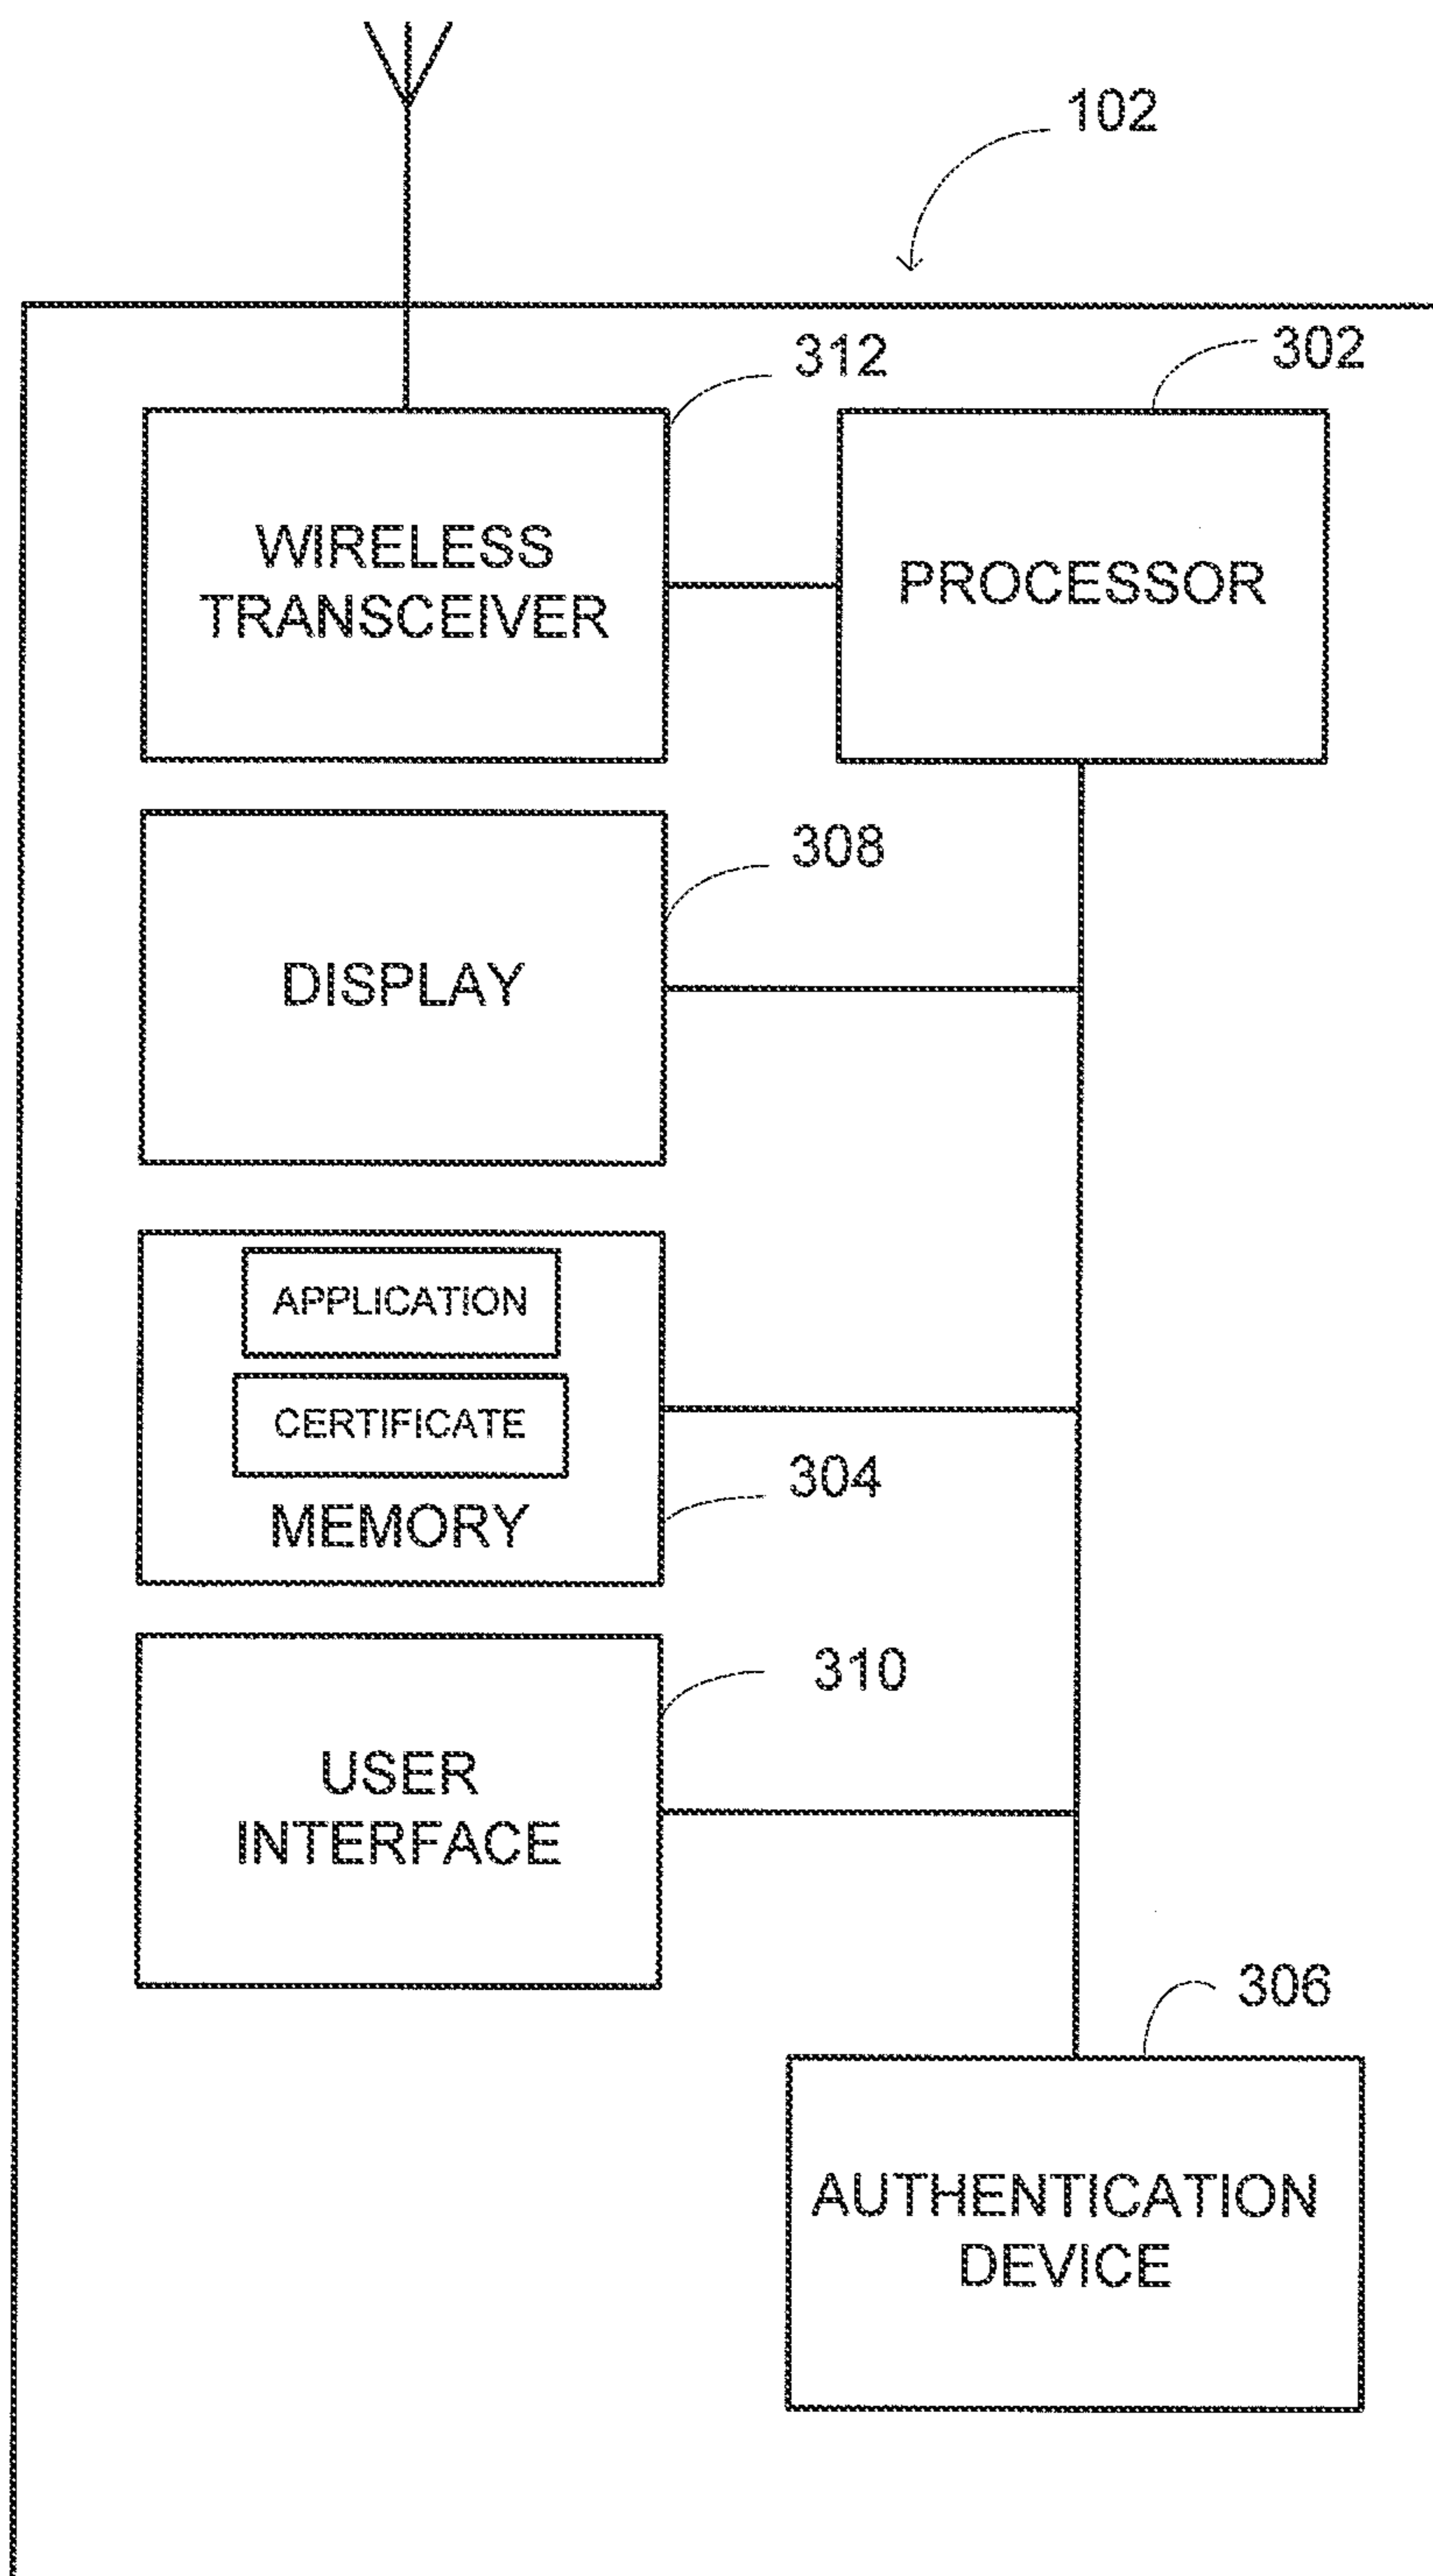 102
312
302
WIRELESS
TRANSCEIVER
PROCESSOR
308
DISPLAY
APPLICATION
CERTIFICATE
MEMORY
304
310
USER
INTERFACE
306
AUTHENTICATION
DEVICE